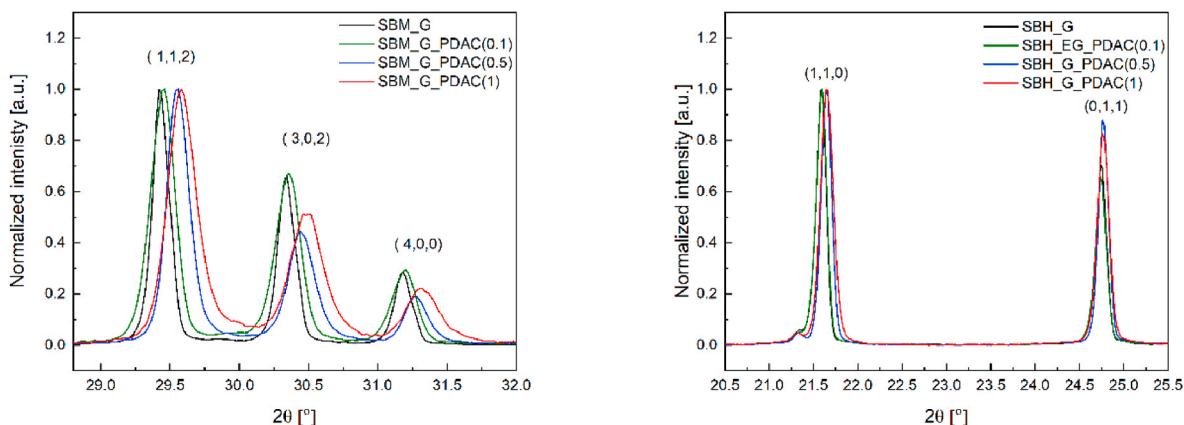 SBM_G
SBM_G_PDAC(0.1)
SBM_G_PDAC(0.5)
SBM_G_PDAC(1)
( 1,1,2)
( 3,0,2)
( 4,0,0)
1.2
1.0
0.8
0.6
0.4
0.2
0.0
Normalized intenisty [a.u.]
29.0 29.5 30.0 30.5 31.0 31.5 32.0
2θ [°]
SBH_G
SBH_EG_PDAC(0.1)
SBH_G_PDAC(0.5)
SBH_G_PDAC(1)
(1,1,0)
(0,1,1)
1.2
1.0
0.8
0.6
0.4
0.2
0.0
Normalized intensity [a.u.]
20.5 21.0 21.5 22.0 22.5 23.0 23.5 24.0 24.5 25.0 25.5
2θ [°]